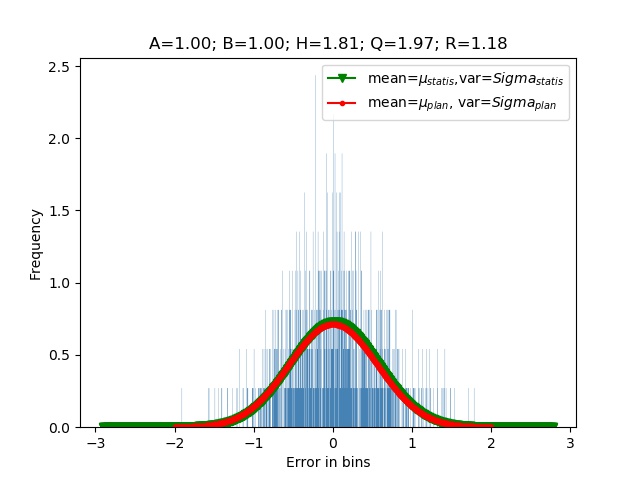 A=1.00; B=1.00; H=1.81; Q=1.97; R=1.18
mean=μstatis,var=Sigmastatis
mean=μplan, var=Sigmaplan
2.5
2.0
1.5
1.0
0.5
0.0
Frequency
−3 −2 −1 0 1 2 3
Error in bins